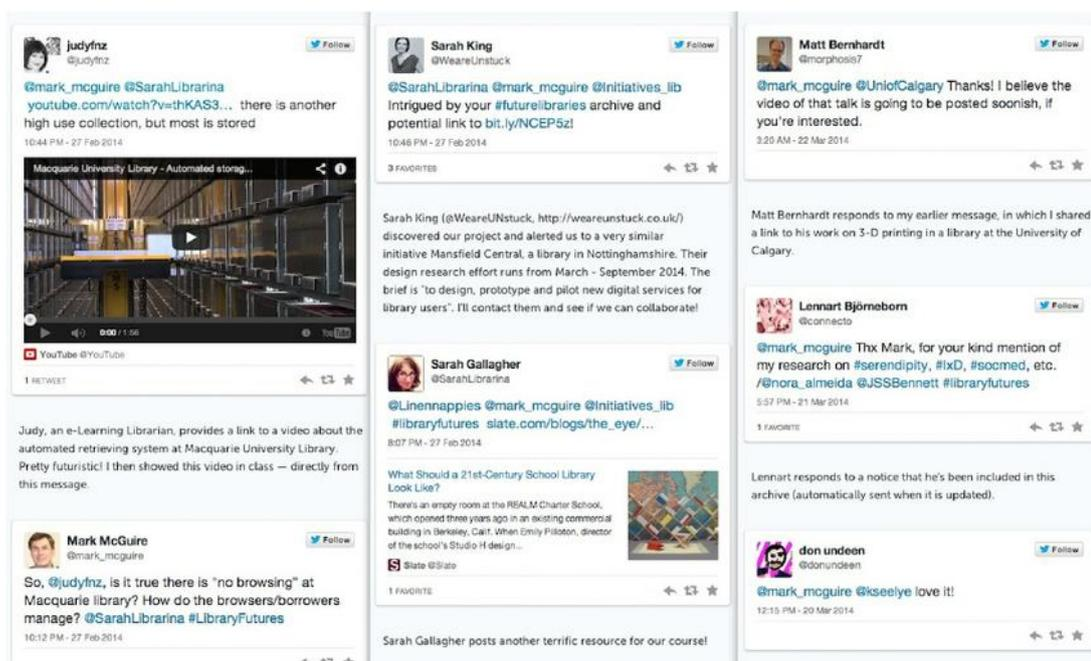 judyfnz
@judyfnz
Follow
@mark_mcguire @SarahLibrarina
youtube.com/watch?v=thKAS3... there is another
high use collection, but most is stored
10:44 PM - 27 Feb 2014
Macquarie University Library - Automated storag...
0:00 / 1:56
YouTube
YouTube @YouTube
1 RETWEET
Judy, an e-Learning Librarian, provides a link to a video about the
automated retrieving system at Macquarie University Library.
Pretty futuristic! I then showed this video in class — directly from
this message.
Mark McGuire
@mark_mcguire
Follow
So, @judyfnz, is it true there is "no browsing" at
Macquarie library? How do the browsers/borrowers
manage? @SarahLibrarina #LibraryFutures
10:12 PM - 27 Feb 2014
Sarah King
@WeareUnstuck
Follow
@SarahLibrarina @mark_mcguire @Initiatives_lib
Intrigued by your #futurelibraries archive and
potential link to bit.ly/NCEP5z!
10:46 PM - 27 Feb 2014
3 FAVORITES
Sarah King (@WeareUNstuck, http://weareunstuck.co.uk/)
discovered our project and alerted us to a very similar
initiative Mansfield Central, a library in Nottinghamshire. Their
design research effort runs from March - September 2014. The
brief is "to design, prototype and pilot new digital services for
library users". I'll contact them and see if we can collaborate!
Sarah Gallagher
@SarahLibrarina
Follow
@Linennappies @mark_mcguire @Initiatives_lib
#libraryfutures slate.com/blogs/the_eye/...
8:07 PM - 27 Feb 2014
What Should a 21st-Century School Library
Look Like?
There's an empty room at the REALM Charter School,
which opened three years ago in an existing commercial
building in Berkeley, Calif. When Emily Pilloton, director
of the school's Studio H design...
Slate @Slate
1 FAVORITE
Sarah Gallagher posts another terrific resource for our course!
Matt Bernhardt
@morphosis7
Follow
@mark_mcguire @UniofCalgary Thanks! I believe the
video of that talk is going to be posted soonish, if
you're interested.
3:20 AM - 22 Mar 2014
Matt Bernhardt responds to my earlier message, in which I shared
a link to his work on 3-D printing in a library at the University of
Calgary.
Lennart Björneborn
@connecto
Follow
@mark_mcguire Thx Mark, for your kind mention of
my research on #serendipity, #IxD, #socmed, etc.
/@nora_almeida @JSSBennett #libraryfutures
5:57 PM - 21 Mar 2014
1 FAVORITE
Lennart responds to a notice that he's been included in this
archive (automatically sent when it is updated).
don undeen
@donundeen
Follow
@mark_mcguire @kseelye love it!
12:15 PM - 20 Mar 2014